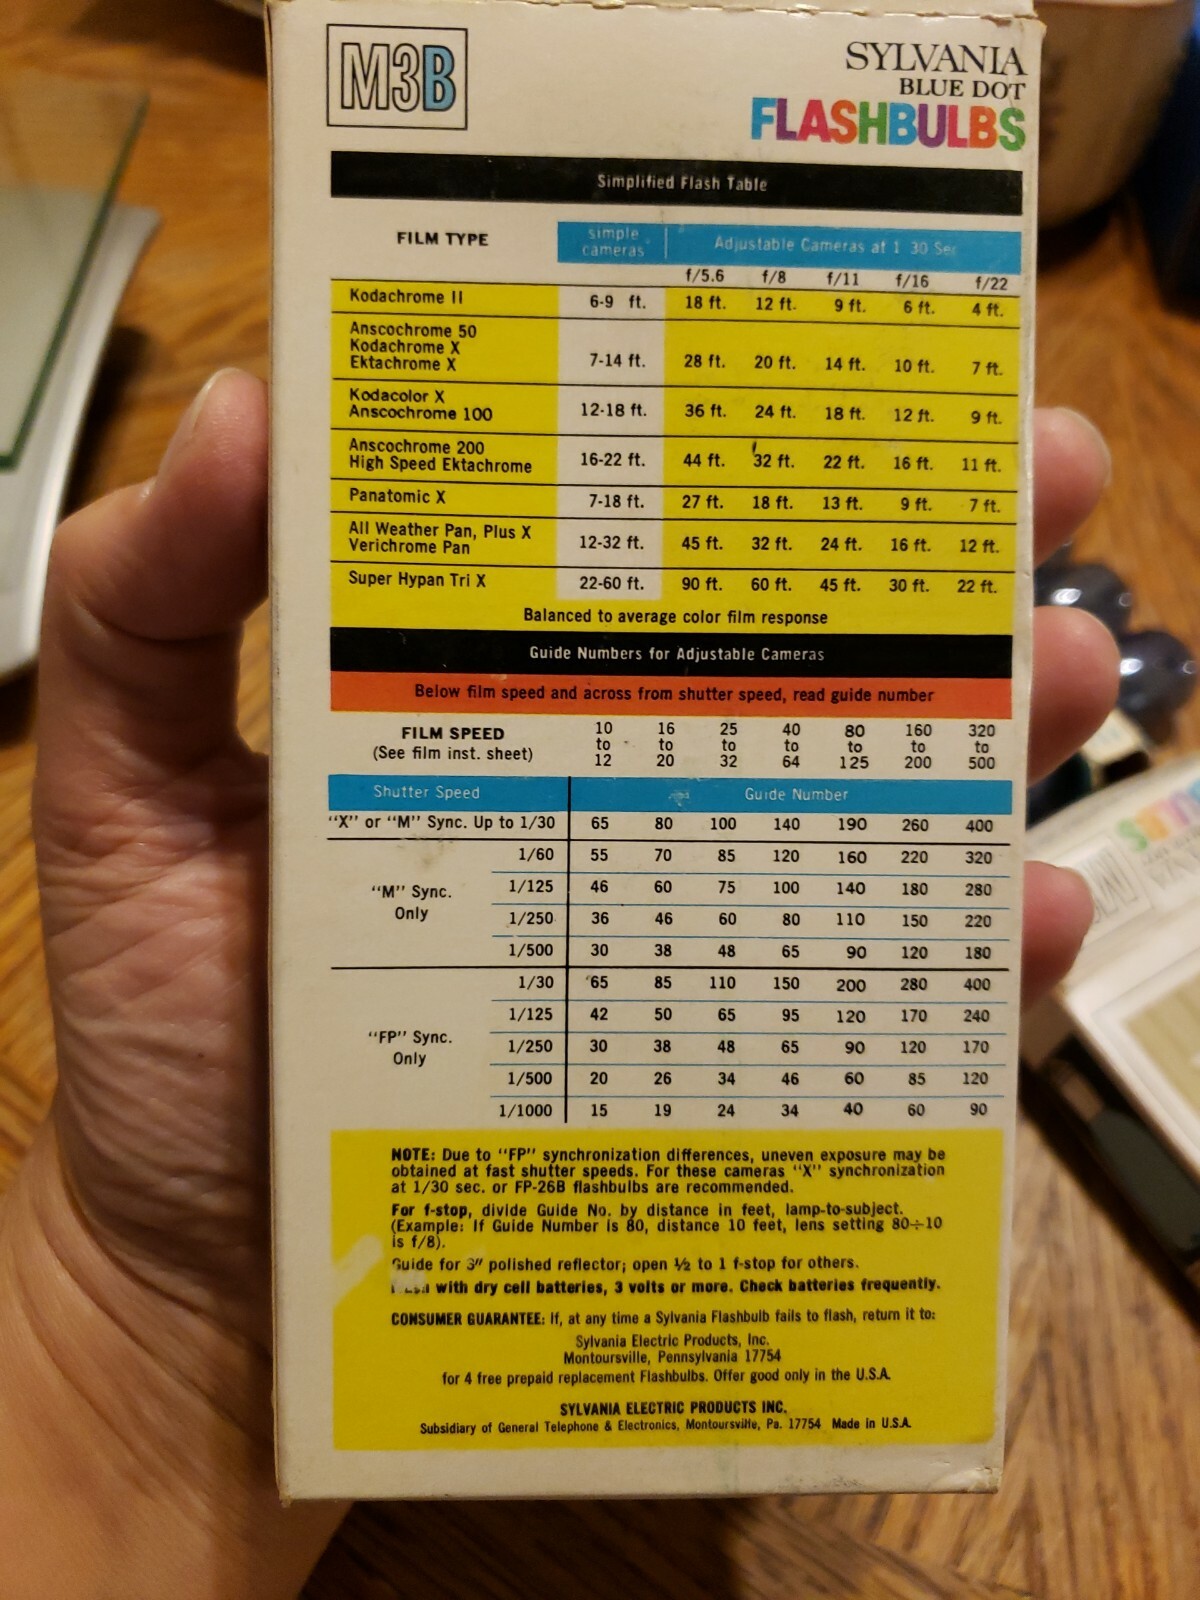 M3B
SYLVANIA
BLUE DOT
FLASHBULBS
Simplified Flash Table
FILM TYPE simple cameras Adjustable Cameras at 1 30 Sec
f/5.6 f/8 f/11 f/16 f/22
Kodachrome II 6-9 ft. 18 ft. 12 ft. 9 ft. 6 ft. 4 ft.
Anscochrome 50
Kodachrome X
Ektachrome X 7-14 ft. 28 ft. 20 ft. 14 ft. 10 ft. 7 ft.
Kodacolor X
Anscochrome 100 12-18 ft. 36 ft. 24 ft. 18 ft. 12 ft. 9 ft.
Anscochrome 200
High Speed Ektachrome 16-22 ft. 44 ft. 32 ft. 22 ft. 16 ft. 11 ft.
Panatomic X 7-18 ft. 27 ft. 18 ft. 13 ft. 9 ft. 7 ft.
All Weather Pan, Plus X
Verichrome Pan 12-32 ft. 45 ft. 32 ft. 24 ft. 16 ft. 12 ft.
Super Hypan Tri X 22-60 ft. 90 ft. 60 ft. 45 ft. 30 ft. 22 ft.
Balanced to average color film response
Guide Numbers for Adjustable Cameras
Below film speed and across from shutter speed, read guide number
FILM SPEED 10 16 25 40 80 160 320
(See film inst. sheet) to to to to to to to
12 20 32 64 125 200 500
Shutter Speed Guide Number
"X" or "M" Sync. Up to 1/30 65 80 100 140 190 260 400
1/60 55 70 85 120 160 220 320
"M" Sync. 1/125 46 60 75 100 140 180 280
Only 1/250 36 46 60 80 110 150 220
1/500 30 38 48 65 90 120 180
1/30 65 85 110 150 200 280 400
1/125 42 50 65 95 120 170 240
"FP" Sync. 1/250 30 38 48 65 90 120 170
Only 1/500 20 26 34 46 60 85 120
1/1000 15 19 24 34 40 60 90
NOTE: Due to "FP" synchronization differences, uneven exposure may be
obtained at fast shutter speeds. For these cameras "X" synchronization
at 1/30 sec. or FP-26B flashbulbs are recommended.
For f-stop, divide Guide No. by distance in feet, lamp-to-subject.
(Example: If Guide Number is 80, distance 10 feet, lens setting 80÷10
is f/8).
Guide for 3" polished reflector; open ½ to 1 f-stop for others.
with dry cell batteries, 3 volts or more. Check batteries frequently.
CONSUMER GUARANTEE: If, at any time a Sylvania Flashbulb fails to flash, return it to:
Sylvania Electric Products, Inc.
Montoursville, Pennsylvania 17754
for 4 free prepaid replacement Flashbulbs. Offer good only in the U.S.A.
SYLVANIA ELECTRIC PRODUCTS INC.
Subsidiary of General Telephone & Electronics, Montoursville, Pa. 17754 Made in U.S.A.